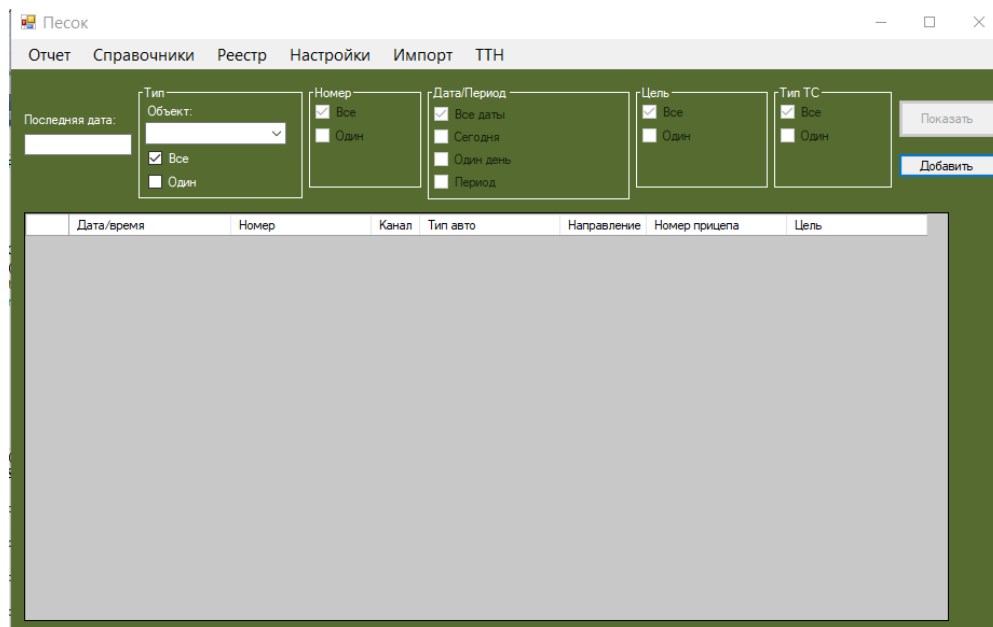 Песок
Отчет Справочники Реестр Настройки Импорт ТТН
Последняя дата:
Тип
Объект:
Все
Один
Номер
Все
Один
Дата/Период
Все даты
Сегодня
Один день
Период
Цель
Все
Один
Тип ТС
Все
Один
Показать
Добавить
Дата/время Номер Канал Тип авто Направление Номер прицепа Цель